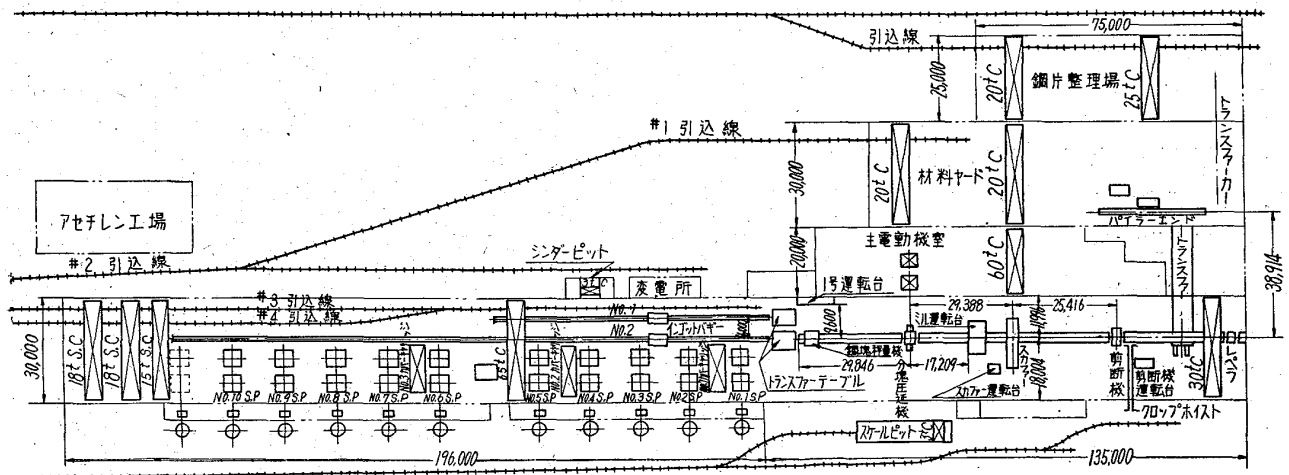 75,000
引込線
25,000
20tC
鋼片整理場
25tC
トランスファーカー
#1 引込線
30,000
20tC
材料ヤード
20tC
アセチレン工場
パイラーエンド
#2 引込線
シンダーピット
20,000
主電動機室
60tC
トランスファ
38,914
変電所
1号運転台
#3 引込線
#4 引込線
No.1
No.2
インゴットバギー
29,388
25,416
ミル運転台
30,000
18t S.C
18t S.C
15t S.C
鋼塊秤量機
29,846
17,209
分塊圧延機
スカーファー
18,004
剪断機
剪断機運転台
30tC
トランスファーテーブル
スカーファー運転台
クロップホイスト
No.10 S.P
No.9 S.P
No.8 S.P
No.7 S.P
No.6 S.P
No.5 S.P
No.4 S.P
No.3 S.P
No.2 S.P
No.1 S.P
スケールピット
196,000
135,000